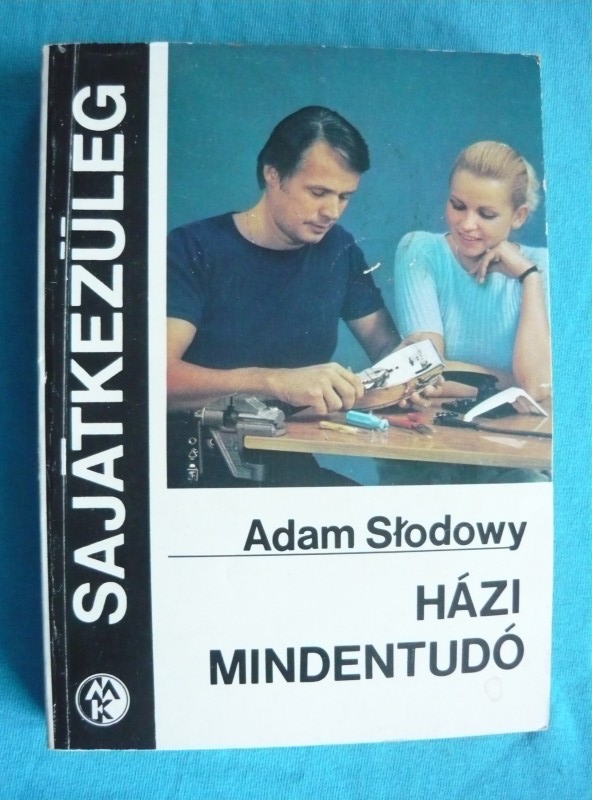 SAJÁTKEZŰLEG
Adam Słodowy
HÁZI
MINDENTUDÓ
MK